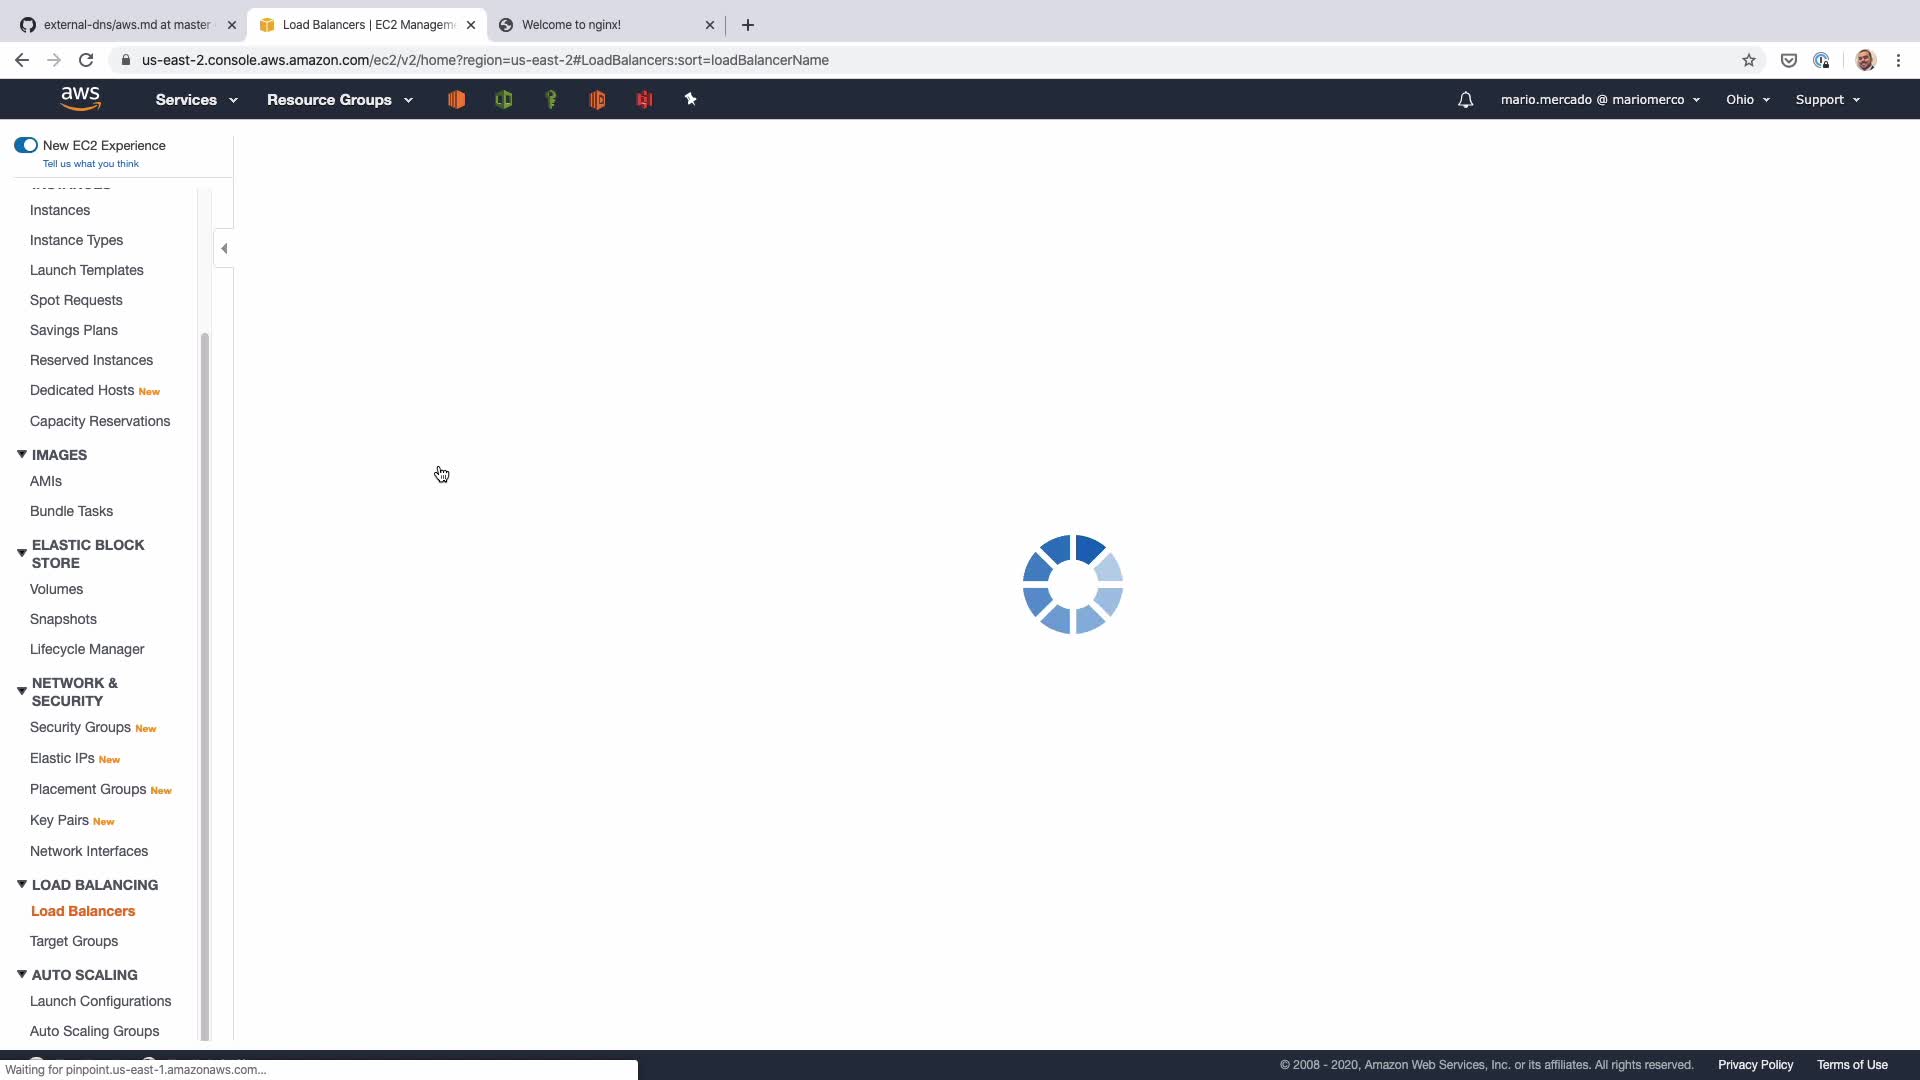 external-dns/aws.md at master
Load Balancers | EC2 Managem
Welcome to nginx!
us-east-2.console.aws.amazon.com/ec2/v2/home?region=us-east-2#LoadBalancers:sort=loadBalancerName
aws
Services
Resource Groups
mario.mercado @ mariomerco
Ohio
Support
New EC2 Experience
Tell us what you think
INSTANCES
Instances
Instance Types
Launch Templates
Spot Requests
Savings Plans
Reserved Instances
Dedicated Hosts New
Capacity Reservations
IMAGES
AMIs
Bundle Tasks
ELASTIC BLOCK
STORE
Volumes
Snapshots
Lifecycle Manager
NETWORK &
SECURITY
Security Groups New
Elastic IPs New
Placement Groups New
Key Pairs New
Network Interfaces
LOAD BALANCING
Load Balancers
Target Groups
AUTO SCALING
Launch Configurations
Auto Scaling Groups
Waiting for pinpoint.us-east-1.amazonaws.com...
© 2008 - 2020, Amazon Web Services, Inc. or its affiliates. All rights reserved.
Privacy Policy
Terms of Use